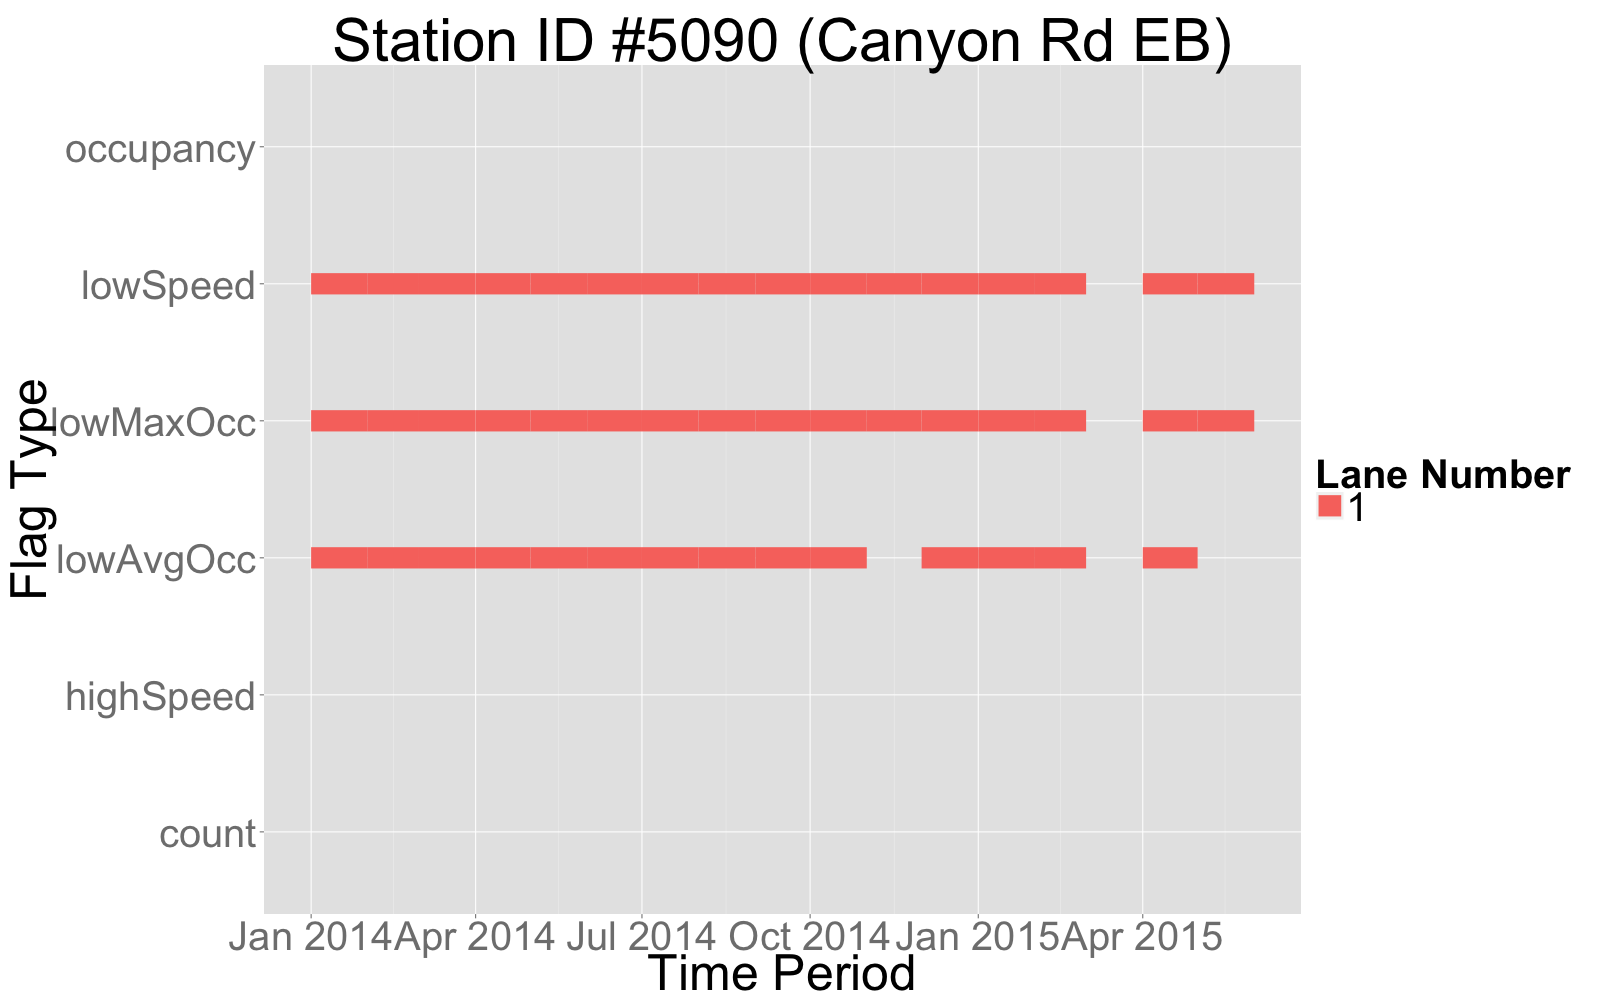 Station ID #5090 (Canyon Rd EB)
occupancy
lowSpeed
lowMaxOcc
lowAvgOcc
highSpeed
count
Flag Type
Jan 2014 Apr 2014 Jul 2014 Oct 2014 Jan 2015 Apr 2015
Time Period
Lane Number
1